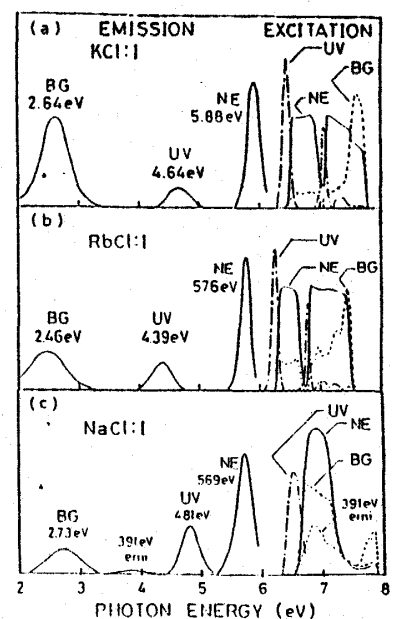 (a) EMISSION EXCITATION
KCl:I
UV
BG
BG
2.64eV
NE
5.88eV
NE
UV
4.64eV
(b)
RbCl:I
UV
NE
576eV
NE
BG
BG
2.46eV
UV
4.39eV
(c)
NaCl:I
UV
NE
NE
569eV
BG
UV
481eV
391eV
emi
BG
2.73eV
391eV
emi
2 3 4 5 6 7 8
PHOTON ENERGY (eV)